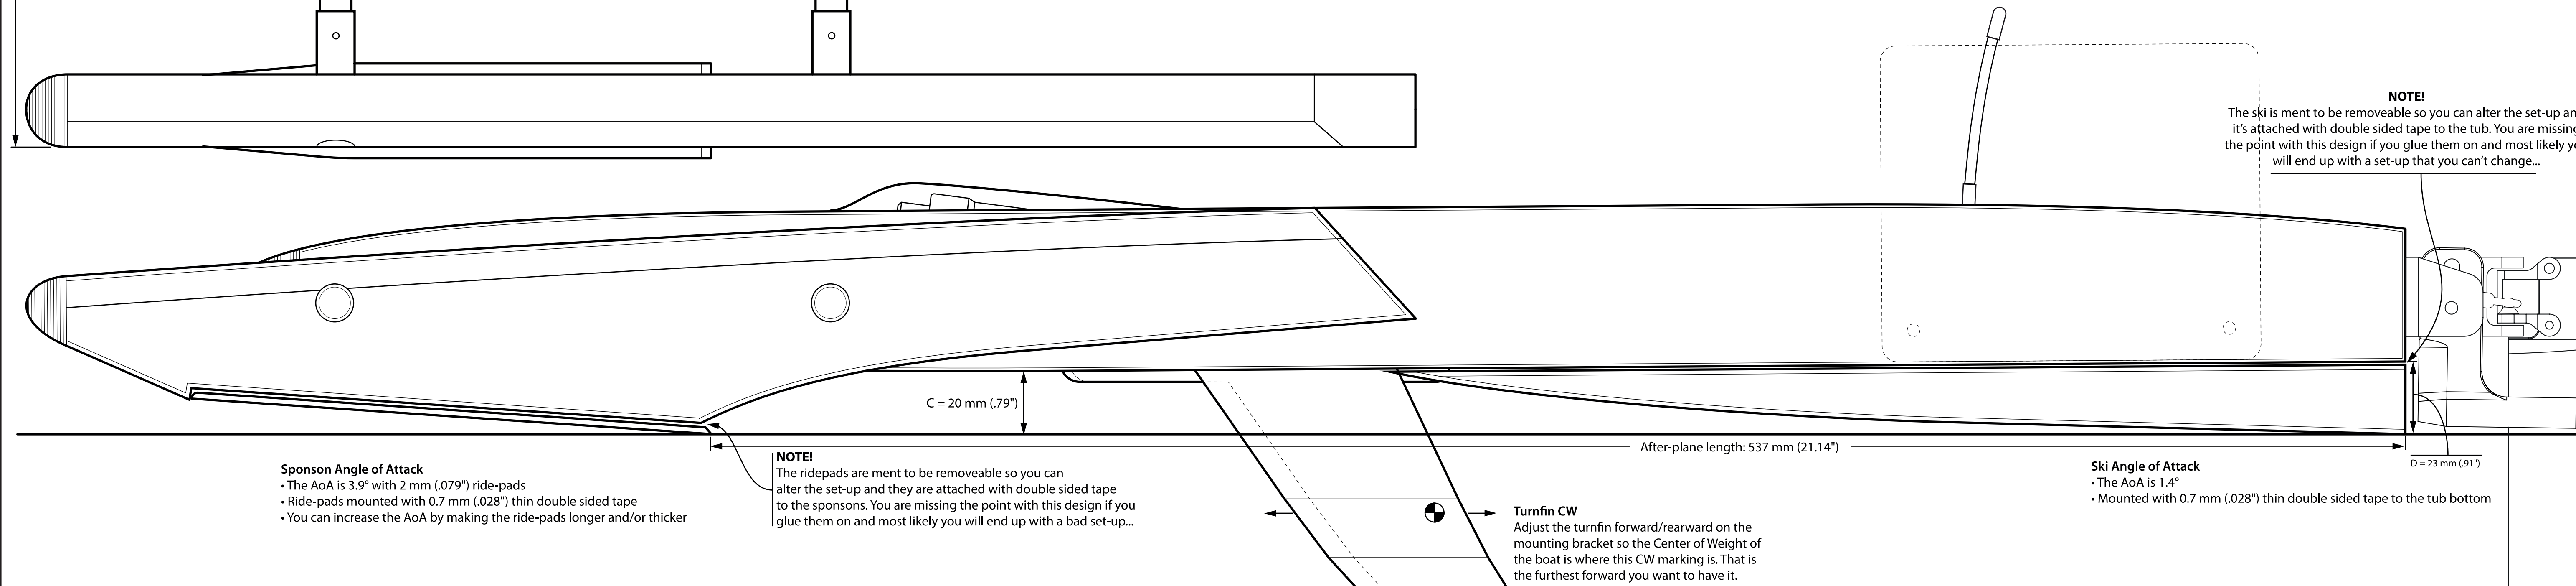 NOTE!
The ski is ment to be removeable so you can alter the set-up an
it's attached with double sided tape to the tub. You are missing
the point with this design if you glue them on and most likely yo
will end up with a set-up that you can't change...
C = 20 mm (.79")
After-plane length: 537 mm (21.14")
D = 23 mm (.91")
Sponson Angle of Attack
• The AoA is 3.9° with 2 mm (.079") ride-pads
• Ride-pads mounted with 0.7 mm (.028") thin double sided tape
• You can increase the AoA by making the ride-pads longer and/or thicker
NOTE!
The ridepads are ment to be removeable so you can
alter the set-up and they are attached with double sided tape
to the sponsons. You are missing the point with this design if you
glue them on and most likely you will end up with a bad set-up...
Turnfin CW
Adjust the turnfin forward/rearward on the
mounting bracket so the Center of Weight of
the boat is where this CW marking is. That is
the furthest forward you want to have it.
Ski Angle of Attack
• The AoA is 1.4°
• Mounted with 0.7 mm (.028") thin double sided tape to the tub bottom